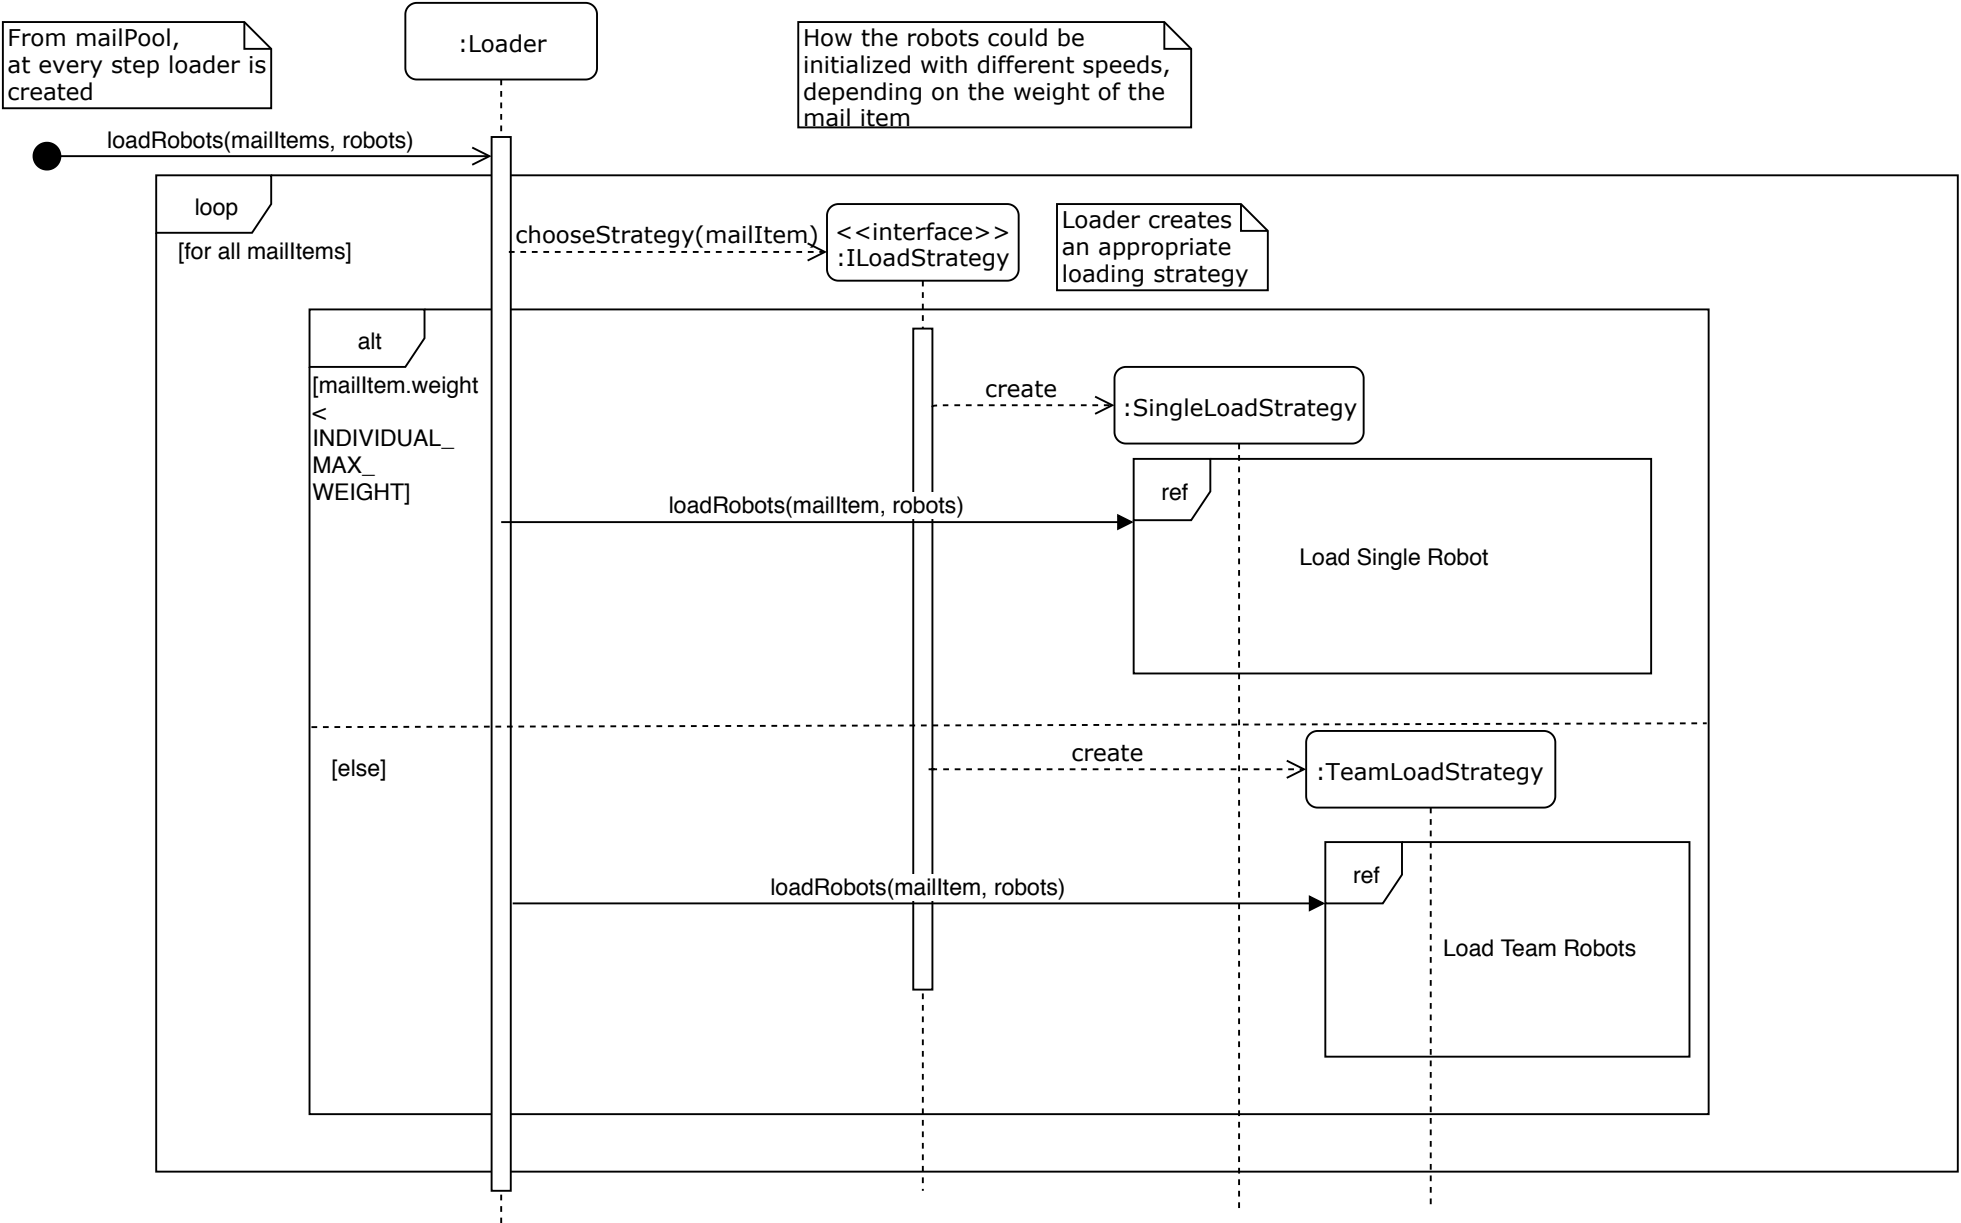 From mailPool,
at every step loader is
created
:Loader
How the robots could be
initialized with different speeds,
depending on the weight of the
mail item
loadRobots(mailItems, robots)
loop
[for all mailItems]
chooseStrategy(mailItem)
<<interface>>
:ILoadStrategy
Loader creates
an appropriate
loading strategy
alt
[mailItem.weight
<
INDIVIDUAL_
MAX_
WEIGHT]
create
:SingleLoadStrategy
loadRobots(mailItem, robots)
ref
Load Single Robot
[else]
create
:TeamLoadStrategy
loadRobots(mailItem, robots)
ref
Load Team Robots